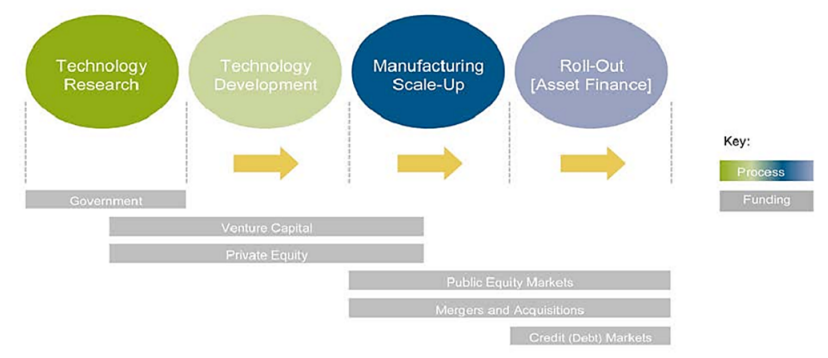 Technology
Research
Technology
Development
Manufacturing
Scale-Up
Roll-Out
[Asset Finance]
Key:
Process
Funding
Government
Venture Capital
Private Equity
Public Equity Markets
Mergers and Acquisitions
Credit (Debt) Markets